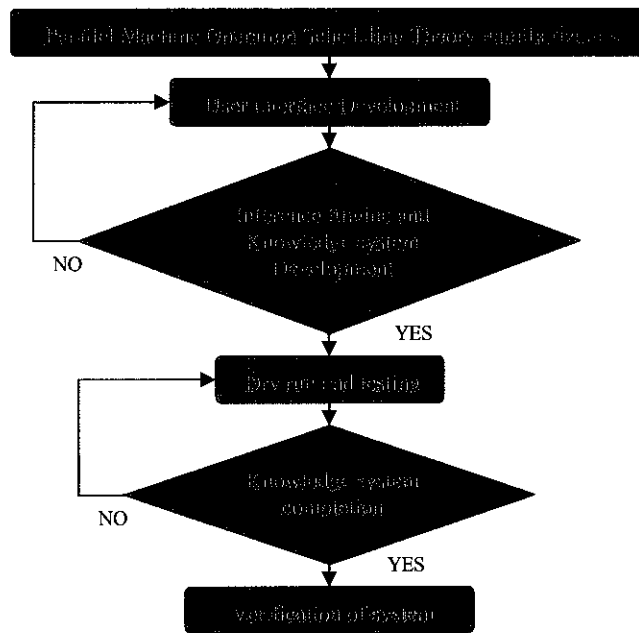 Parallel Machine Scheduling Theory
User interface Development
Inference Engine and
Knowledge system
Development
NO
YES
Dry run and testing
Knowledge system
completion
NO
YES
verification of system